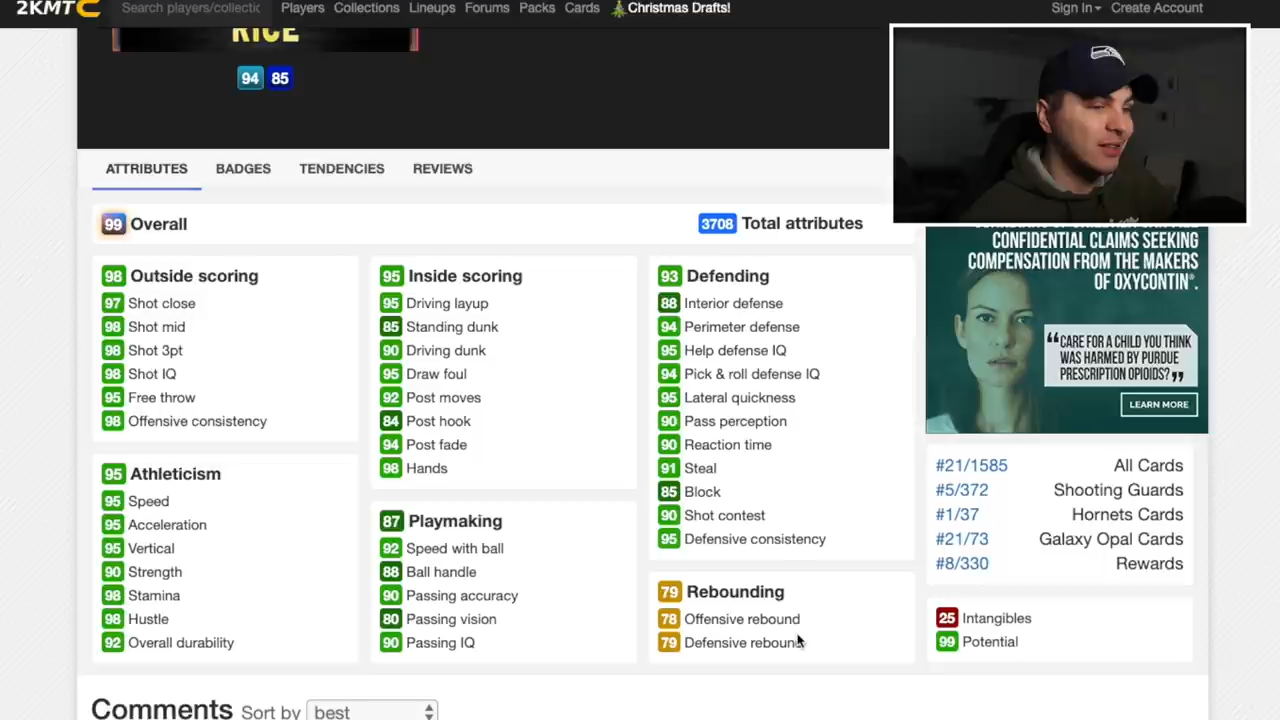 2KMTC Search players/collectic Players Collections Lineups Forums Packs Cards 🎄Christmas Drafts! Sign In Create Account
RICE
94 85
ATTRIBUTES BADGES TENDENCIES REVIEWS
99 Overall
3708 Total attributes
98 Outside scoring
97 Shot close
98 Shot mid
98 Shot 3pt
98 Shot IQ
95 Free throw
98 Offensive consistency
95 Athleticism
95 Speed
95 Acceleration
95 Vertical
90 Strength
98 Stamina
98 Hustle
92 Overall durability
95 Inside scoring
95 Driving layup
85 Standing dunk
90 Driving dunk
95 Draw foul
92 Post moves
84 Post hook
94 Post fade
98 Hands
87 Playmaking
92 Speed with ball
88 Ball handle
90 Passing accuracy
80 Passing vision
90 Passing IQ
93 Defending
88 Interior defense
94 Perimeter defense
95 Help defense IQ
94 Pick & roll defense IQ
95 Lateral quickness
90 Pass perception
90 Reaction time
91 Steal
85 Block
90 Shot contest
95 Defensive consistency
79 Rebounding
78 Offensive rebound
79 Defensive rebound
CONFIDENTIAL CLAIMS SEEKING
COMPENSATION FROM THE MAKERS
OF OXYCONTIN®.
“CARE FOR A CHILD YOU THINK
WAS HARMED BY PURDUE
PRESCRIPTION OPIOIDS?”
LEARN MORE
#21/1585 All Cards
#5/372 Shooting Guards
#1/37 Hornets Cards
#21/73 Galaxy Opal Cards
#8/330 Rewards
25 Intangibles
99 Potential
Comments Sort by best